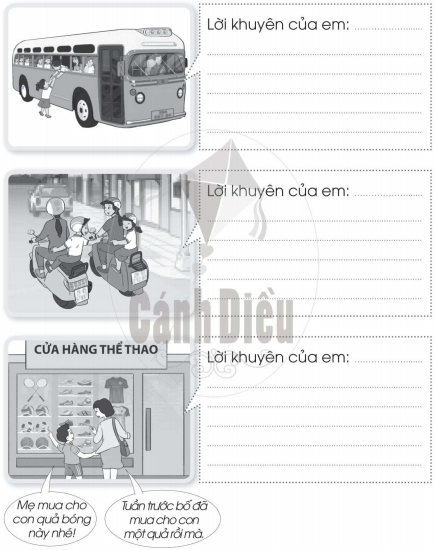 Lời khuyên của em:
Lời khuyên của em:
Cánh Diều
CỬA HÀNG THỂ THAO
Lời khuyên của em:
Mẹ mua cho
con quả bóng
này nhé!
Tuần trước bố đã
mua cho con
một quả rồi mà.